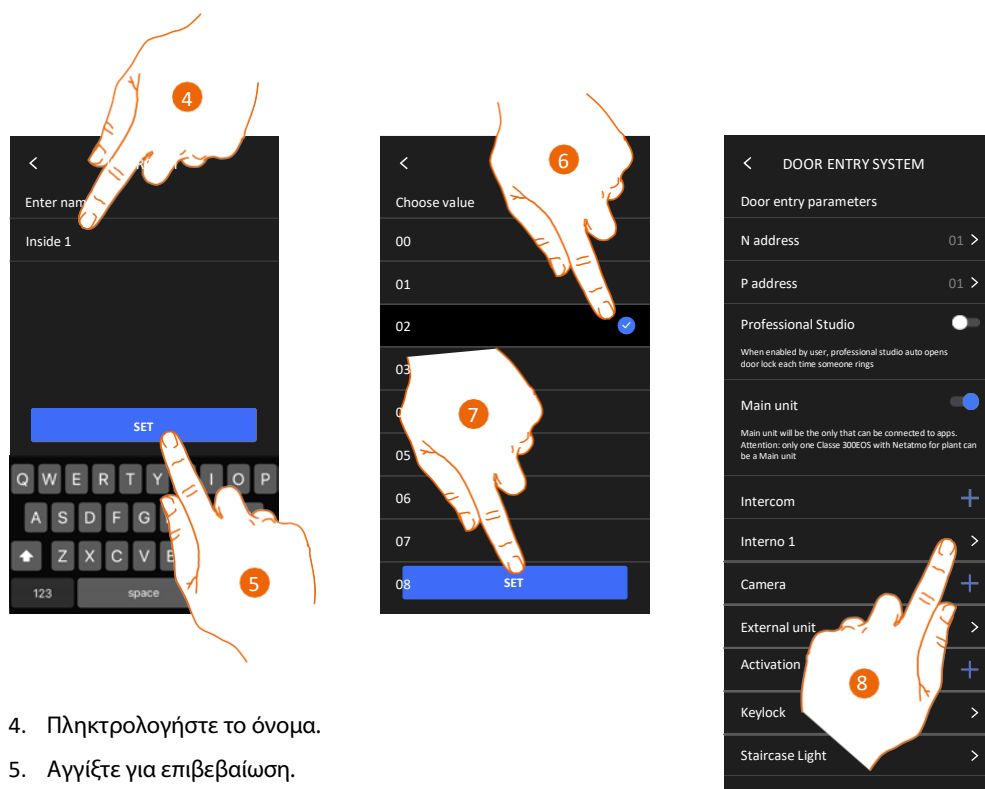 4
Enter nam
Inside 1
SET
Q W E R T Y I O P
A S D F G
Z X C V
123 space
5
6
Choose value
00
01
02
03
7
05
06
07
08
SET
DOOR ENTRY SYSTEM
Door entry parameters
N address 01
P address 01
Professional Studio
When enabled by user, professional studio auto opens
door lock each time someone rings
Main unit
Main unit will be the only that can be connected to apps.
Attention: only one Classe 300EOS with Netatmo for plant can
be a Main unit
Intercom
Interno 1
Camera
External unit
Activation
8
Keylock
Staircase Light
4. Πληκτρολογήστε το όνομα.
5. Αγγίξτε για επιβεβαίωση.